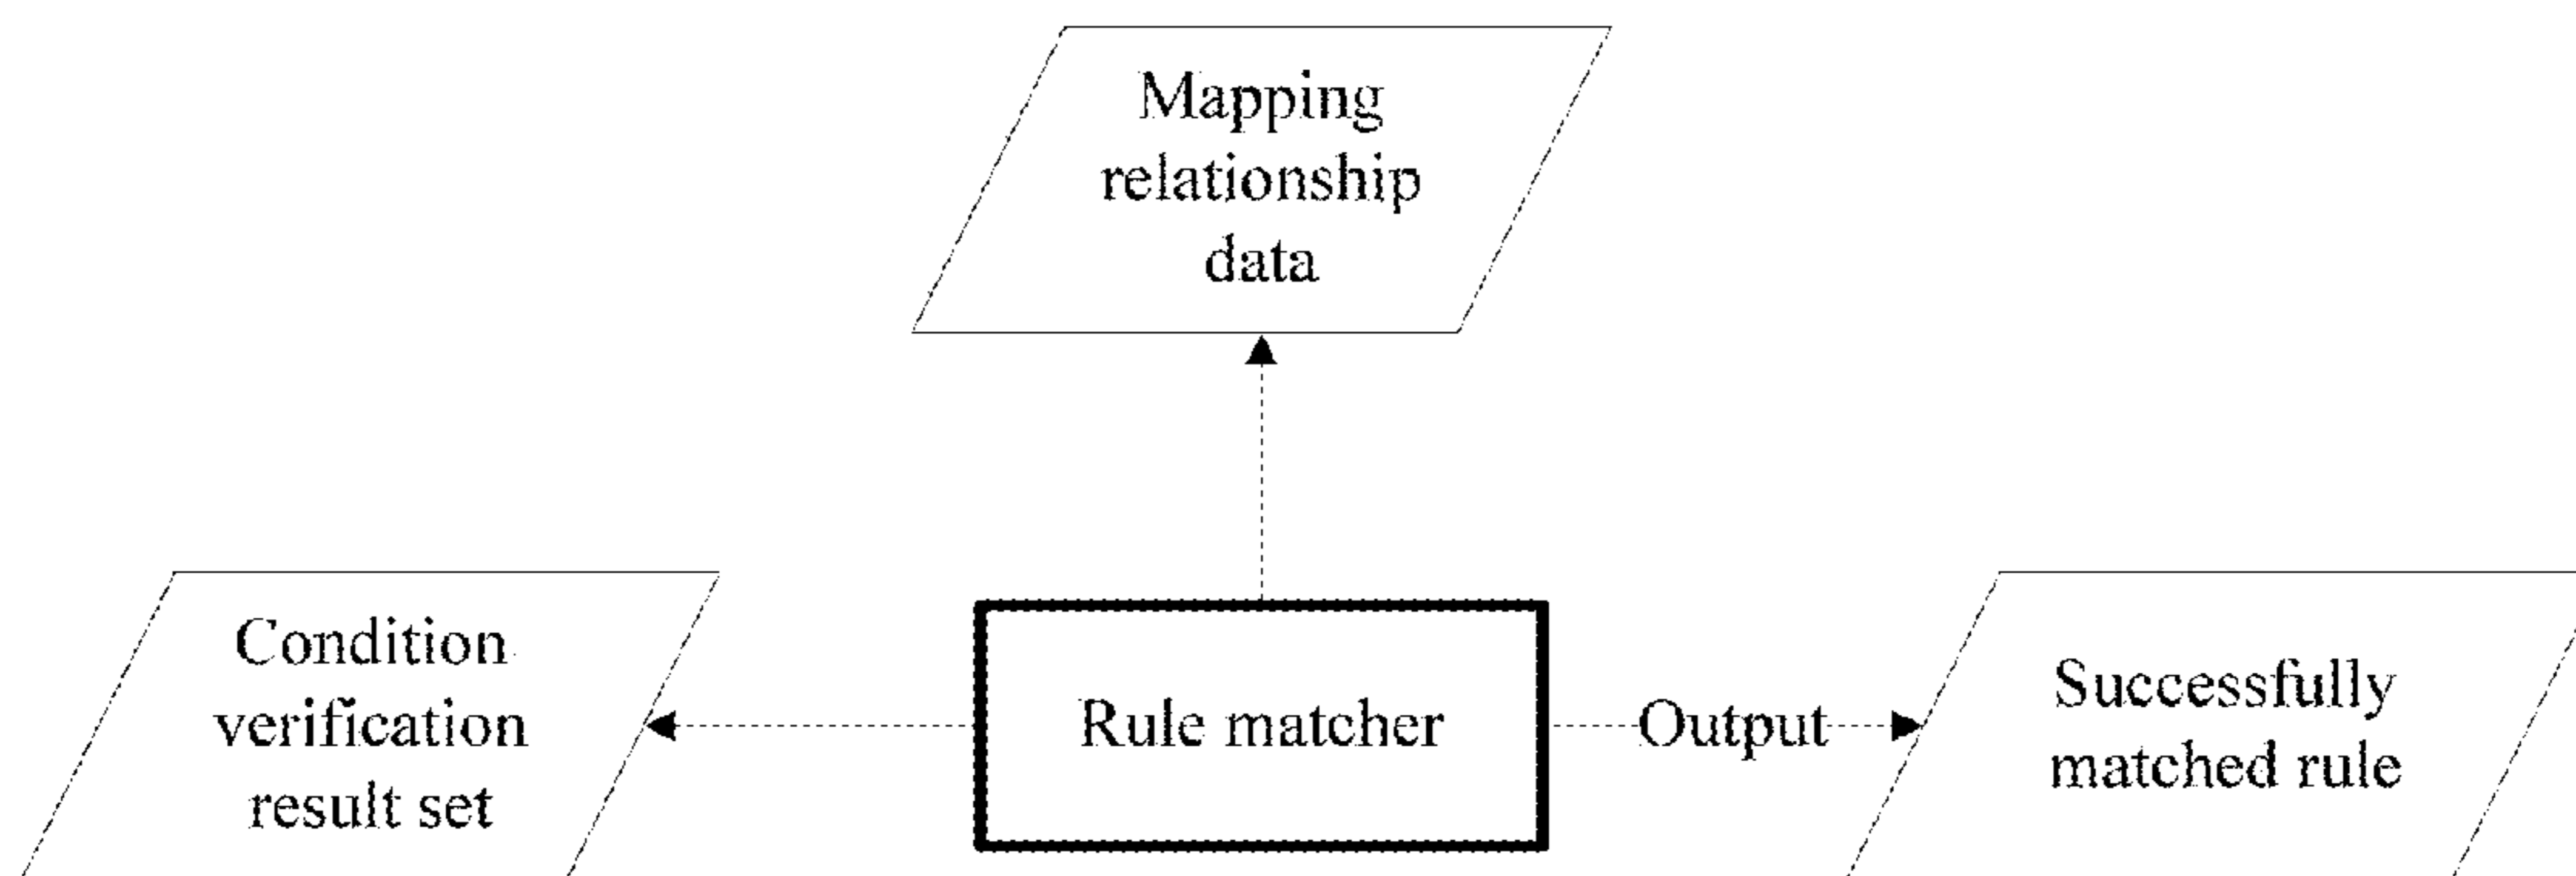 Mapping
relationship
data
Condition
verification
result set
Rule matcher
Output
Successfully
matched rule